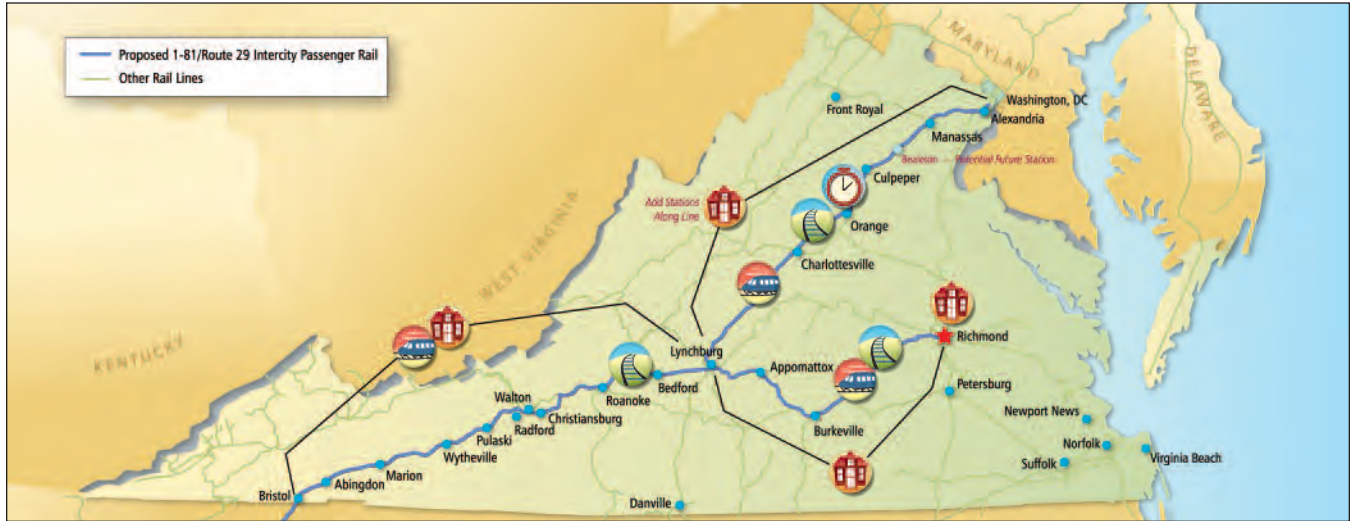 Proposed 1-81/Route 29 Intercity Passenger Rail
Other Rail Lines
MARYLAND
DELAWARE
Washington, DC
Front Royal
Alexandria
Manassas
Bealeton — Potential Future Station
Culpeper
Add Stations
Along Line
Orange
Charlottesville
WEST VIRGINIA
KENTUCKY
Richmond
Lynchburg
Appomattox
Bedford
Roanoke
Petersburg
Walton
Christiansburg
Radford
Newport News
Burkeville
Pulaski
Norfolk
Wytheville
Virginia Beach
Suffolk
Marion
Abingdon
Bristol
Danville